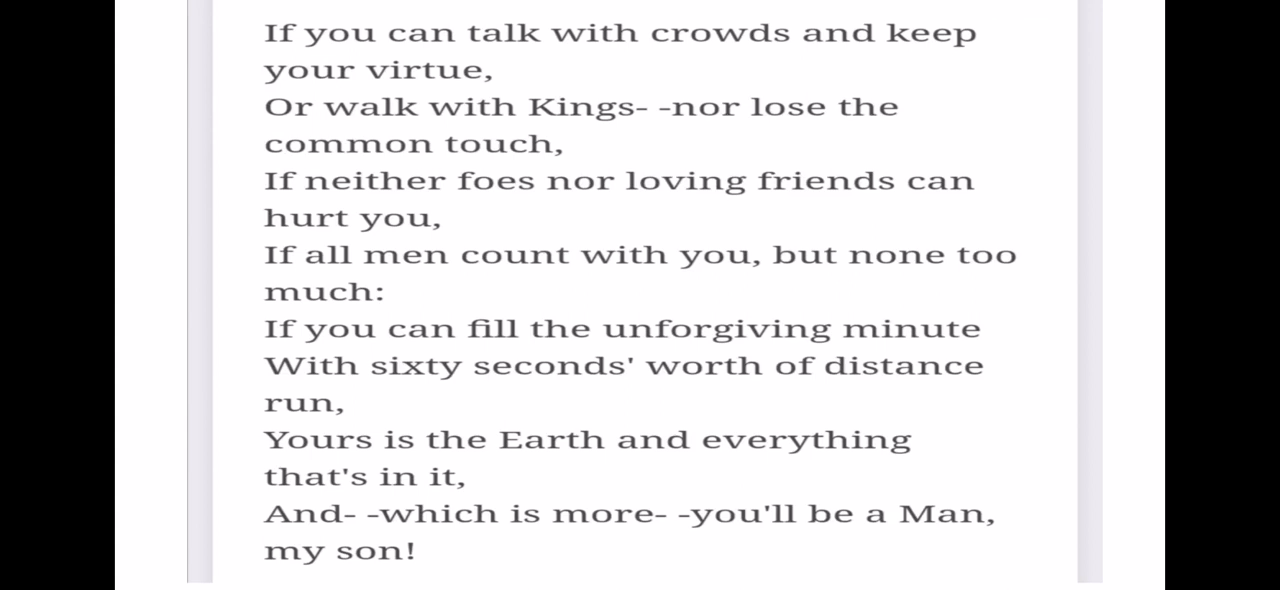 If you can talk with crowds and keep
your virtue,
Or walk with Kings- -nor lose the
common touch,
If neither foes nor loving friends can
hurt you,
If all men count with you, but none too
much:
If you can fill the unforgiving minute
With sixty seconds' worth of distance
run,
Yours is the Earth and everything
that's in it,
And- -which is more- -you'll be a Man,
my son!